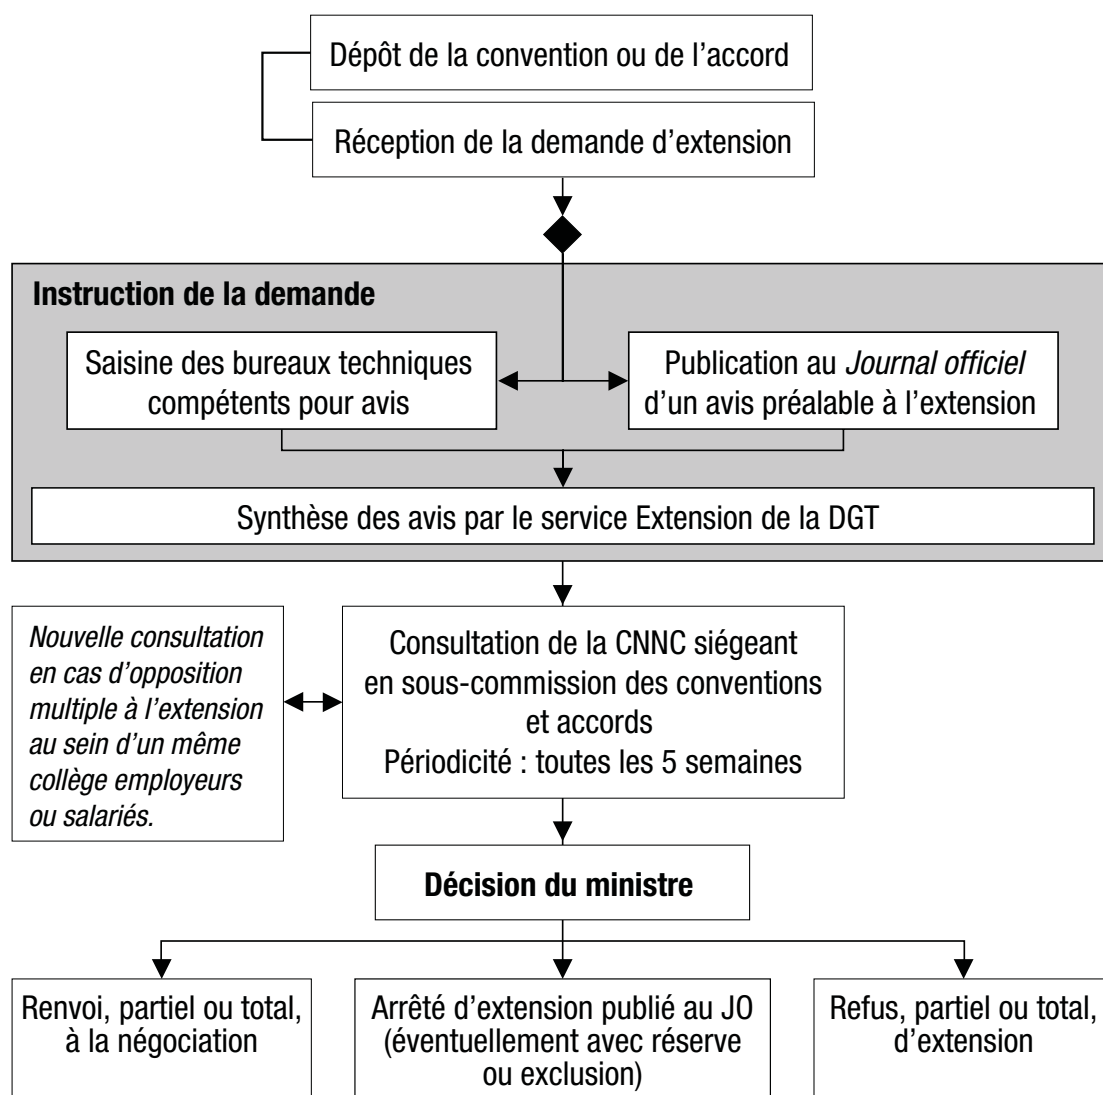 Dépôt de la convention ou de l’accord
Réception de la demande d’extension
Instruction de la demande
Saisine des bureaux techniques
compétents pour avis
Publication au Journal officiel
d’un avis préalable à l’extension
Synthèse des avis par le service Extension de la DGT
Nouvelle consultation
en cas d’opposition
multiple à l’extension
au sein d’un même
collège employeurs
ou salariés.
Consultation de la CNNC siégeant
en sous-commission des conventions
et accords
Périodicité : toutes les 5 semaines
Décision du ministre
Renvoi, partiel ou total,
à la négociation
Arrêté d’extension publié au JO
(éventuellement avec réserve
ou exclusion)
Refus, partiel ou total,
d’extension